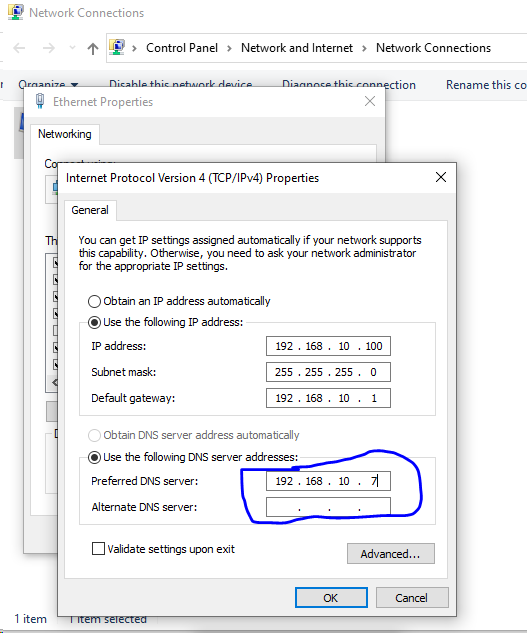 Network Connections
Control Panel > Network and Internet > Network Connections
Organize Disable this network device Diagnose this connection Rename this co
Ethernet Properties
Networking
Internet Protocol Version 4 (TCP/IPv4) Properties
General
You can get IP settings assigned automatically if your network supports
this capability. Otherwise, you need to ask your network administrator
for the appropriate IP settings.
Obtain an IP address automatically
Use the following IP address:
IP address: 192 . 168 . 10 . 100
Subnet mask: 255 . 255 . 255 . 0
Default gateway: 192 . 168 . 10 . 1
Obtain DNS server address automatically
Use the following DNS server addresses:
Preferred DNS server: 192 . 168 . 10 . 7
Alternate DNS server: . . .
Validate settings upon exit
Advanced...
OK Cancel
1 item 1 item selected